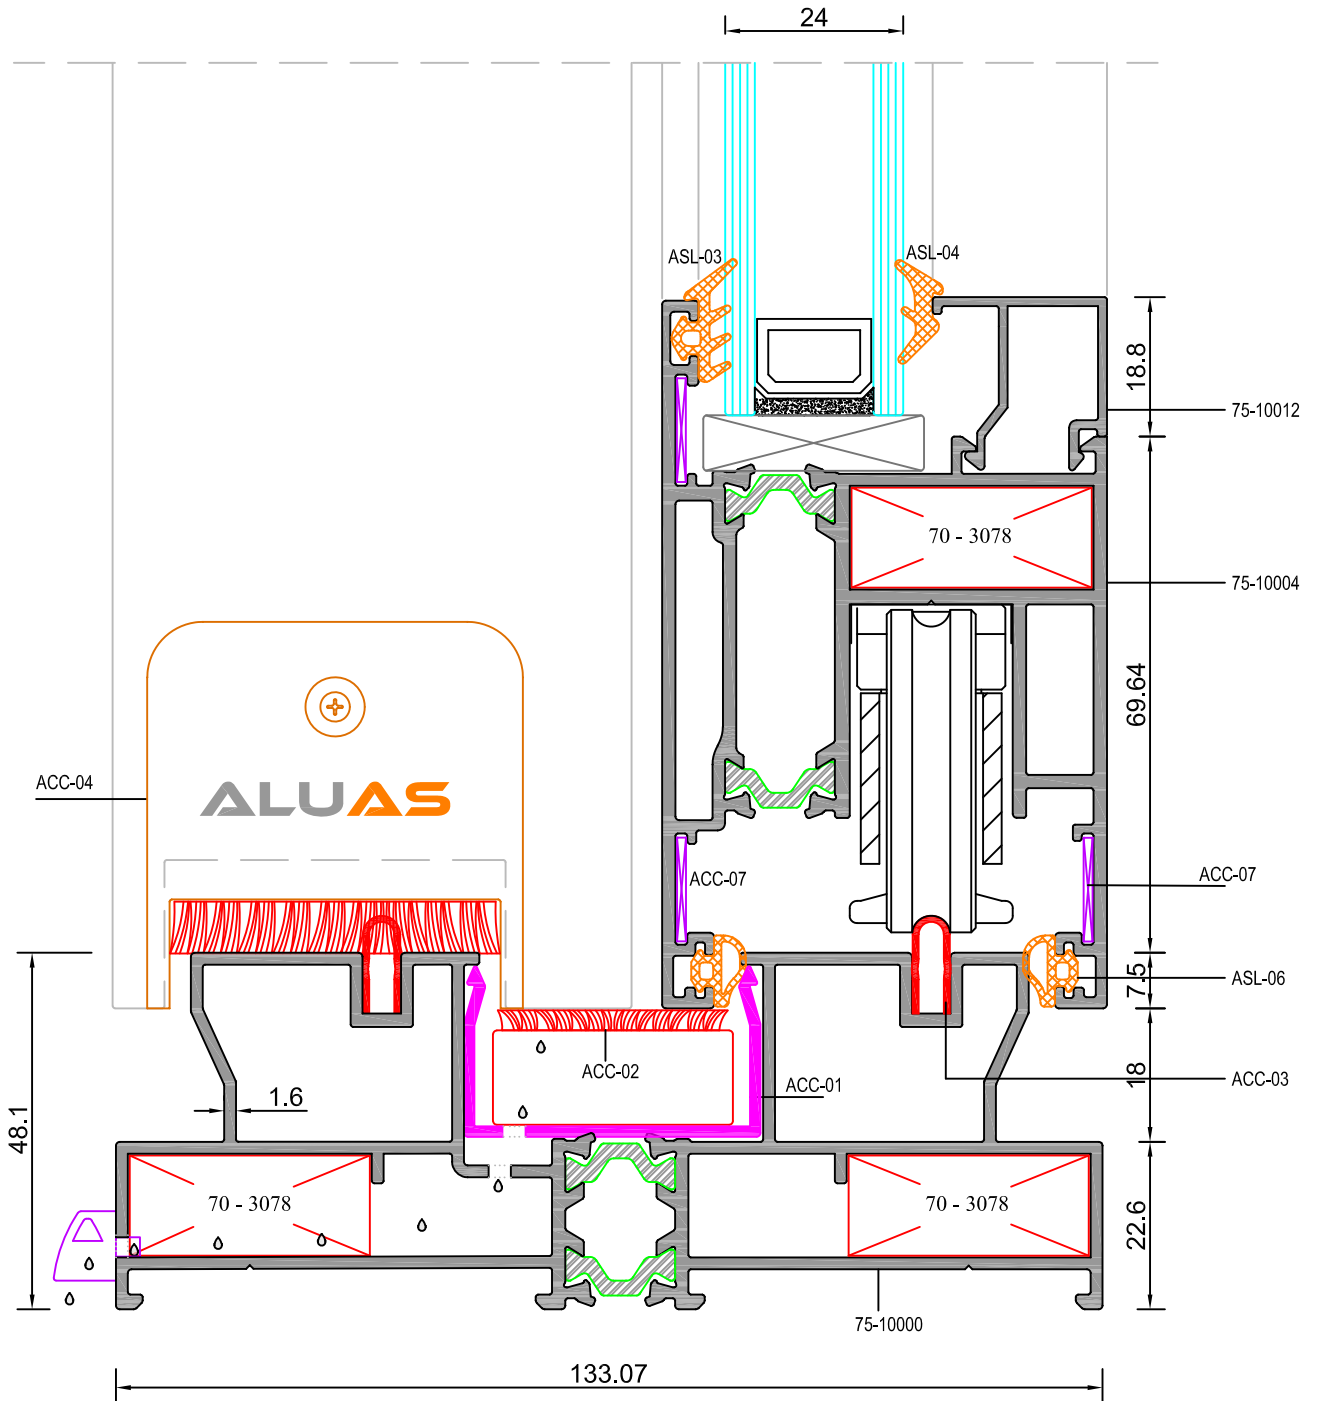 24
ASL-03
ASL-04
18.8
75-10012
70 - 3078
75-10004
69.64
ACC-04
ALUAS
ACC-07
ACC-07
7.5
ASL-06
ACC-02
ACC-01
18
ACC-03
1.6
48.1
70 - 3078
70 - 3078
22.6
75-10000
133.07